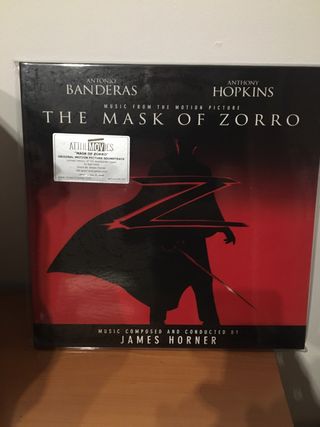 ANTONIO
BANDERAS
ANTHONY
HOPKINS
MUSIC FROM THE MOTION PICTURE
THE MASK OF ZORRO
AT THE MOVIES
"MASK OF ZORRO"
ORIGINAL MOTION PICTURE SOUNDTRACK
Z
MUSIC COMPOSED AND CONDUCTED BY
JAMES HORNER